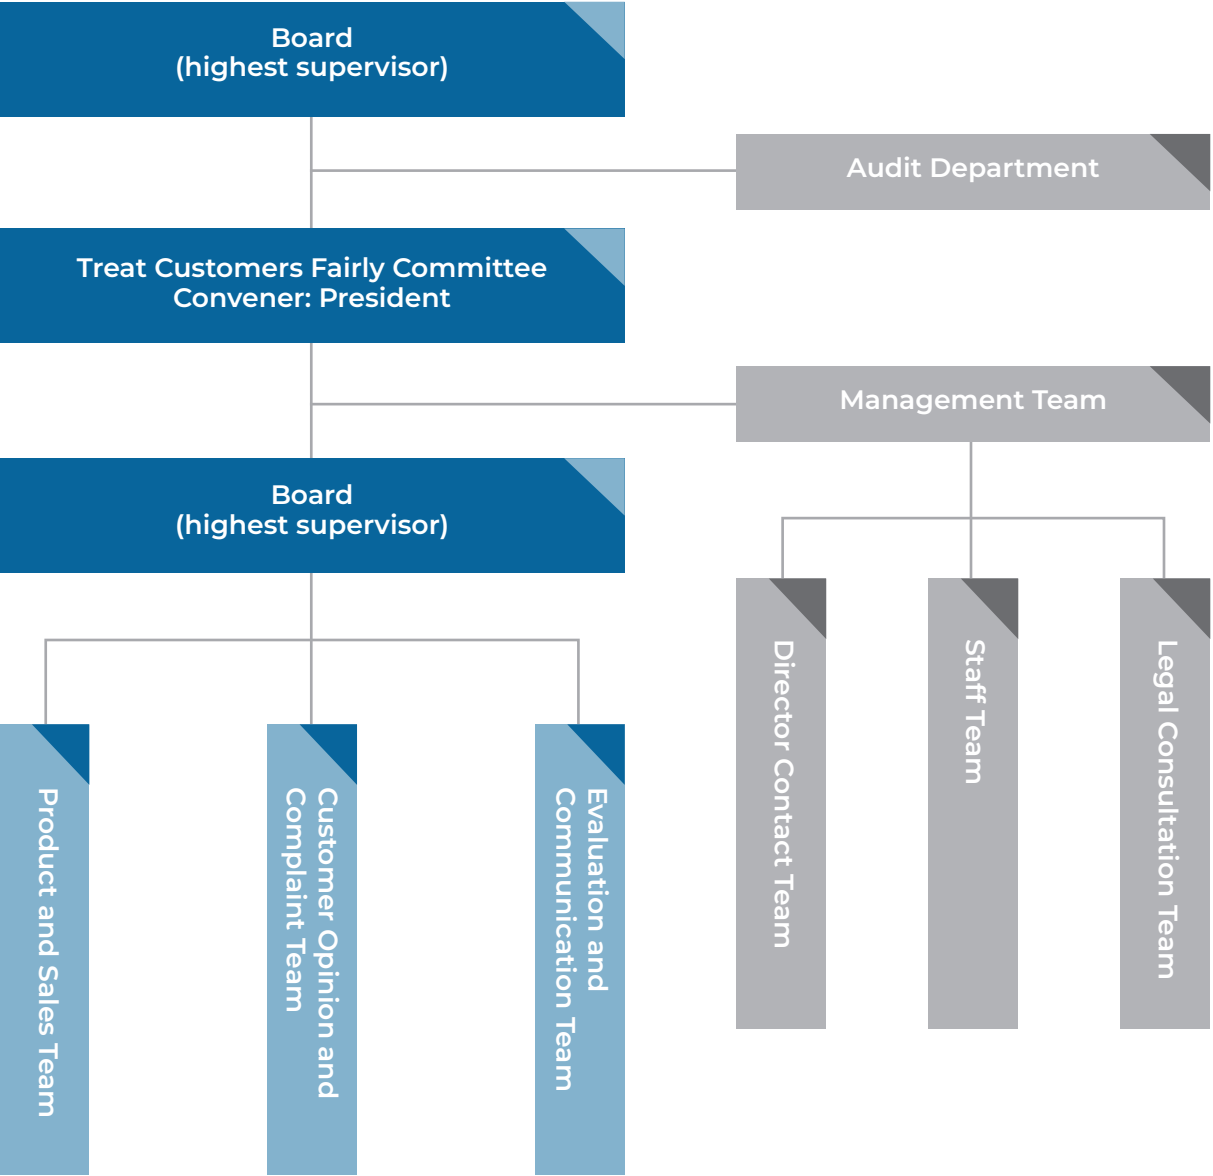 Board
(highest supervisor)
Audit Department
Treat Customers Fairly Committee
Convener: President
Management Team
Board
(highest supervisor)
Director Contact Team
Staff Team
Legal Consultation Team
Product and Sales Team
Customer Opinion and
Complaint Team
Evaluation and
Communication Team